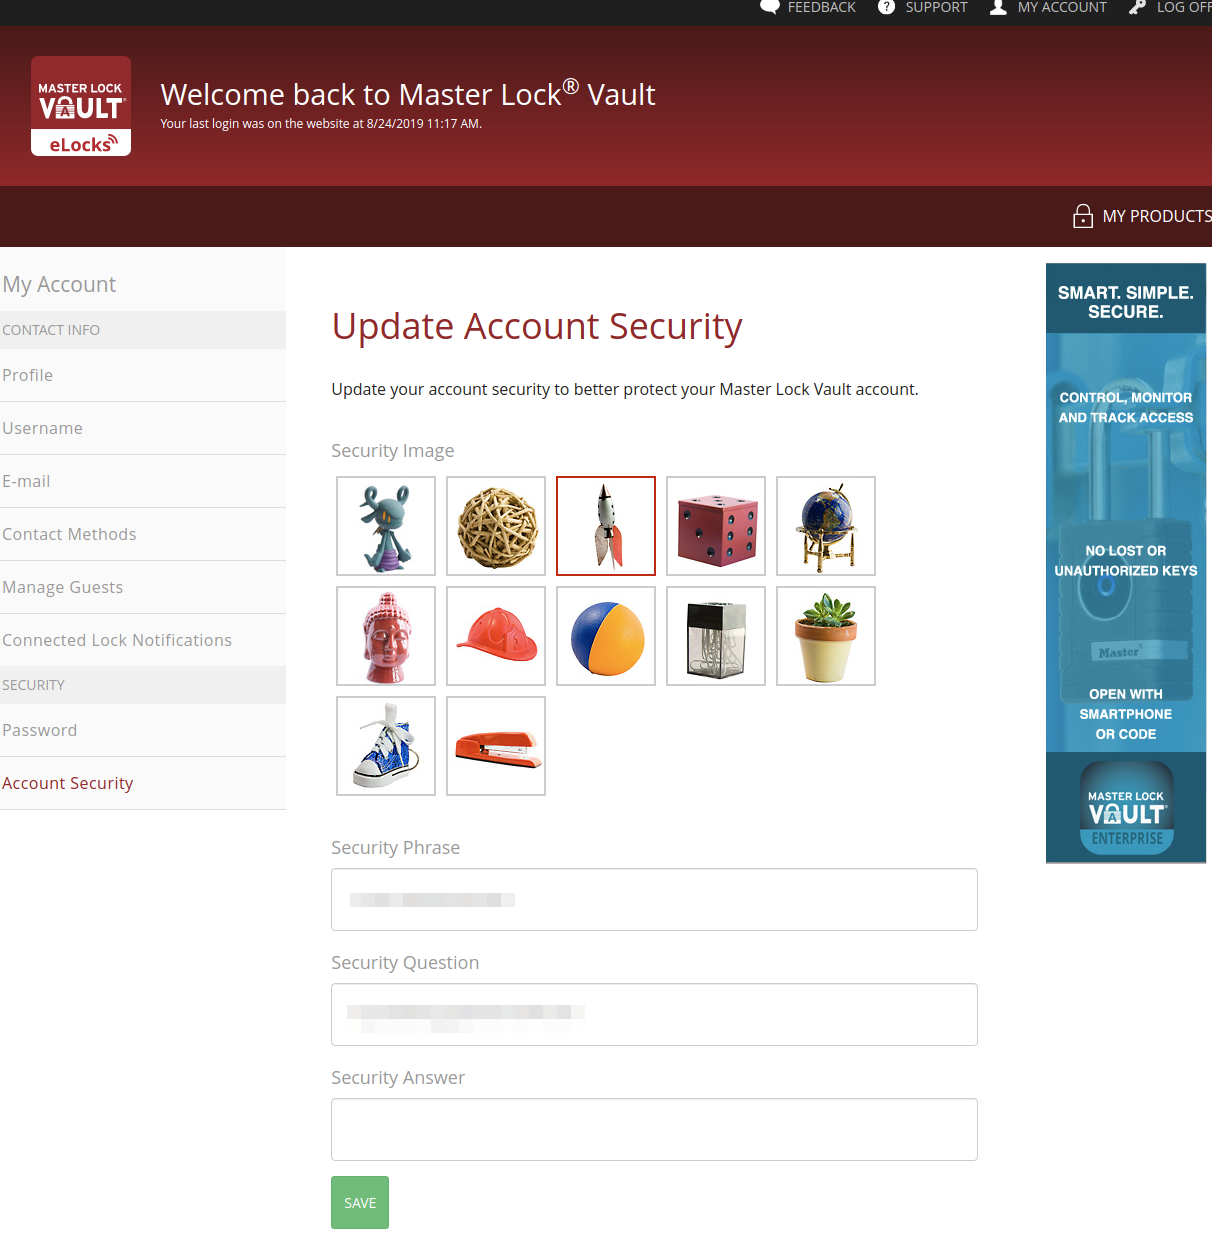 FEEDBACK
SUPPORT
MY ACCOUNT
LOG OFF
MASTER LOCK
VAULT
eLocks
Welcome back to Master Lock® Vault
Your last login was on the website at 8/24/2019 11:17 AM.
MY PRODUCTS
My Account
CONTACT INFO
Profile
Username
E-mail
Contact Methods
Manage Guests
Connected Lock Notifications
SECURITY
Password
Account Security
Update Account Security
Update your account security to better protect your Master Lock Vault account.
Security Image
Security Phrase
Security Question
Security Answer
SAVE
SMART. SIMPLE.
SECURE.
CONTROL, MONITOR
AND TRACK ACCESS
NO LOST OR
UNAUTHORIZED KEYS
Master
OPEN WITH
SMARTPHONE
OR CODE
MASTER LOCK
VAULT
ENTERPRISE